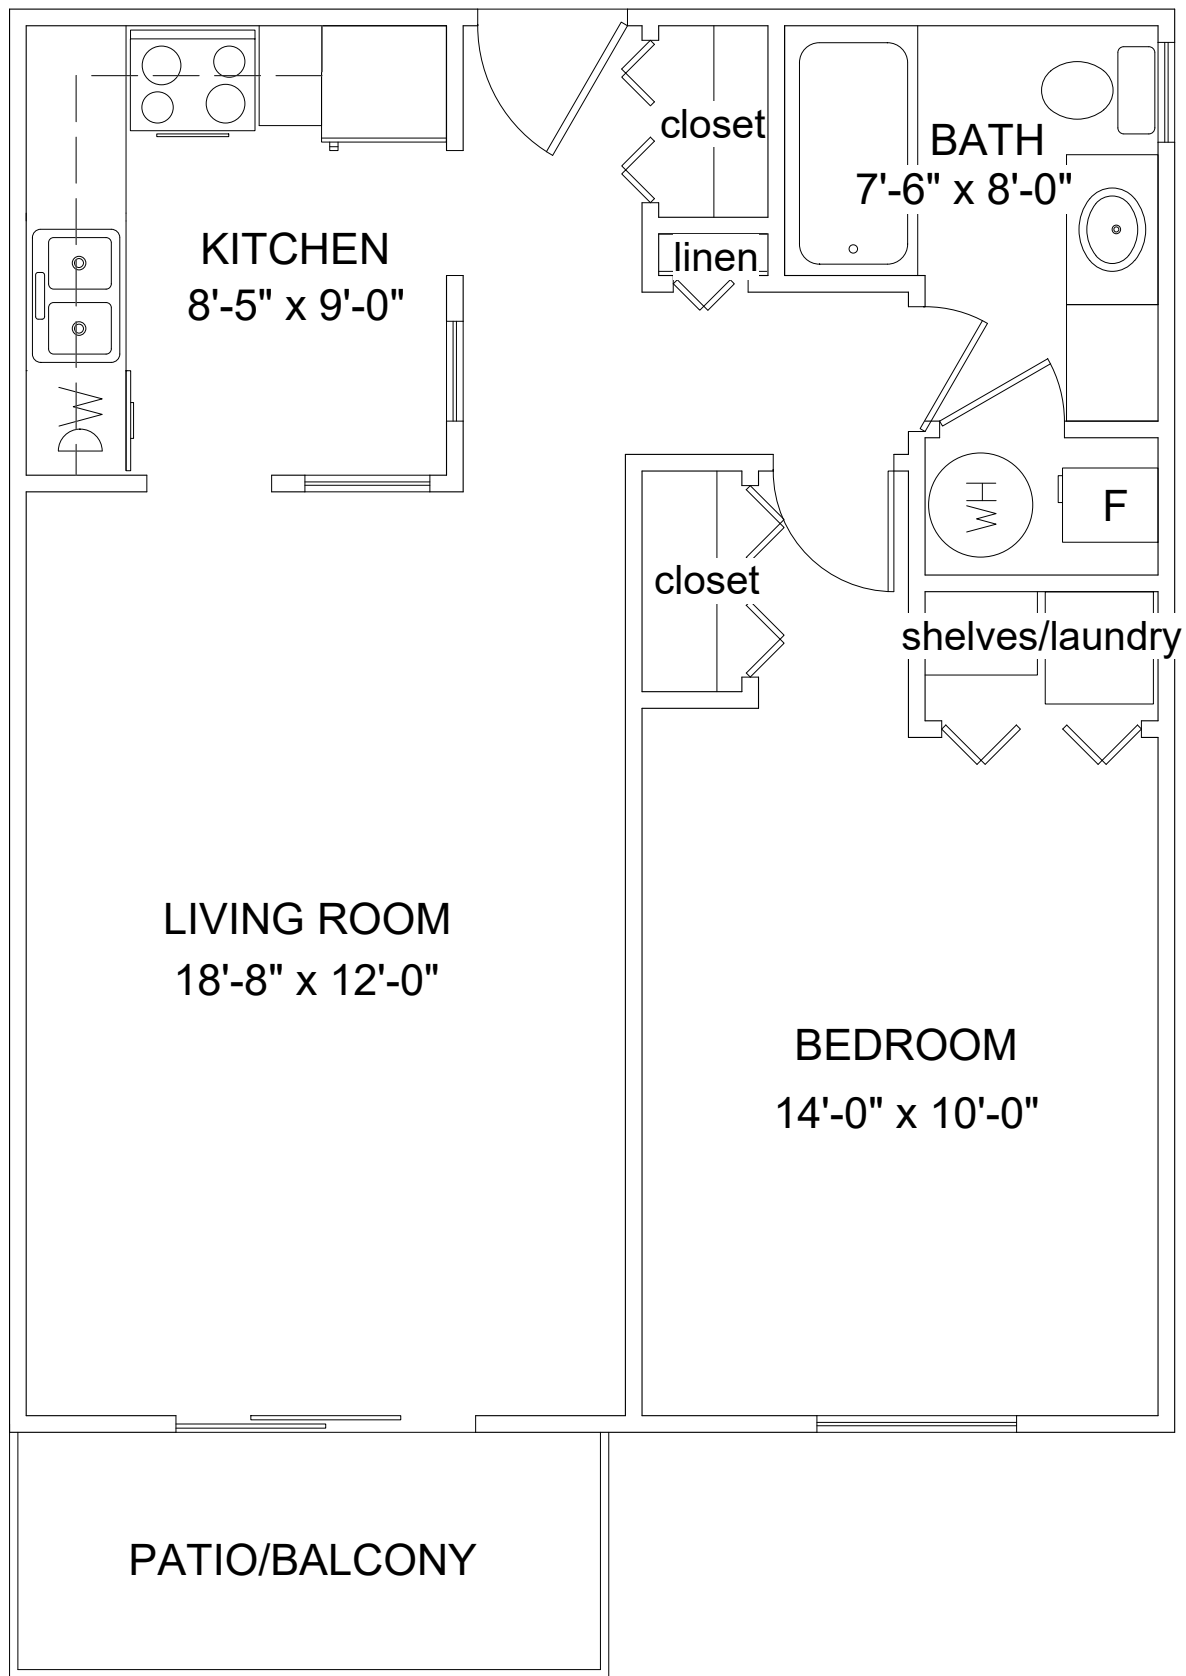 closet
BATH
7'-6" x 8'-0"
KITCHEN
8'-5" x 9'-0"
linen
DW
WH
F
closet
shelves/laundry
LIVING ROOM
18'-8" x 12'-0"
BEDROOM
14'-0" x 10'-0"
PATIO/BALCONY